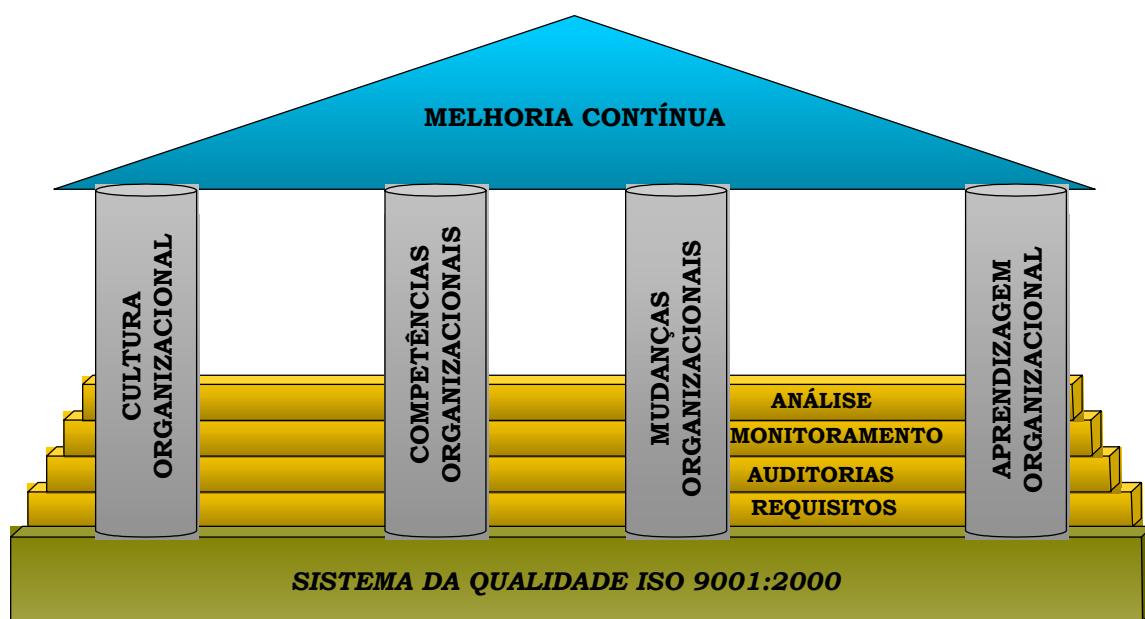 MELHORIA CONTÍNUA
CULTURA
ORGANIZACIONAL
COMPETÊNCIAS
ORGANIZACIONAIS
MUDANÇAS
ORGANIZACIONAIS
APRENDIZAGEM
ORGANIZACIONAL
ANÁLISE
MONITORAMENTO
AUDITORIAS
REQUISITOS
SISTEMA DA QUALIDADE ISO 9001:2000